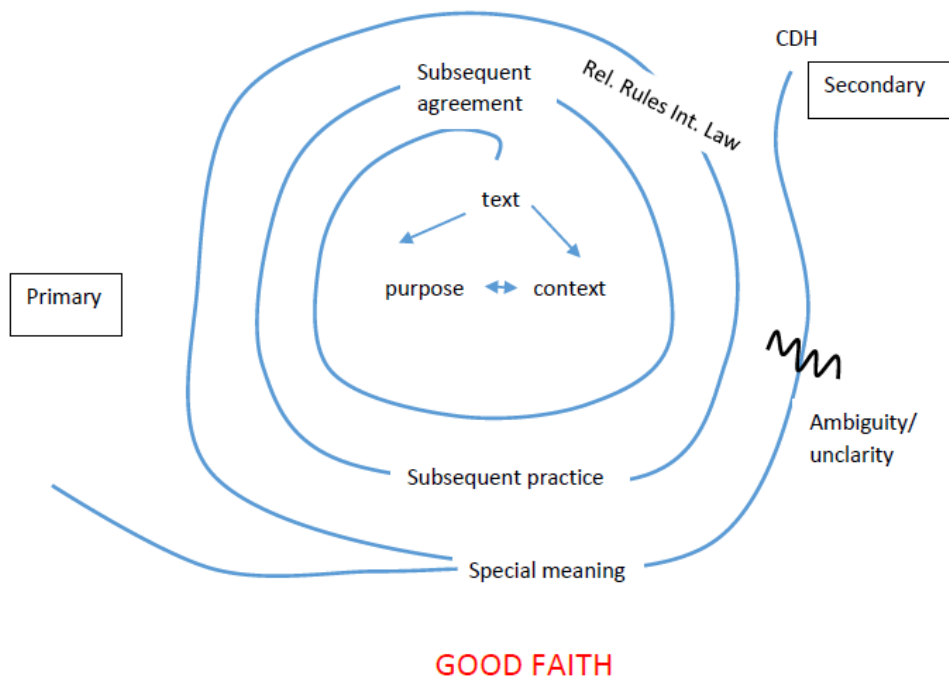 CDH
Secondary
Subsequent
agreement
Rel. Rules Int. Law
text
purpose
context
Primary
Ambiguity/
unclarity
Subsequent practice
Special meaning
GOOD FAITH